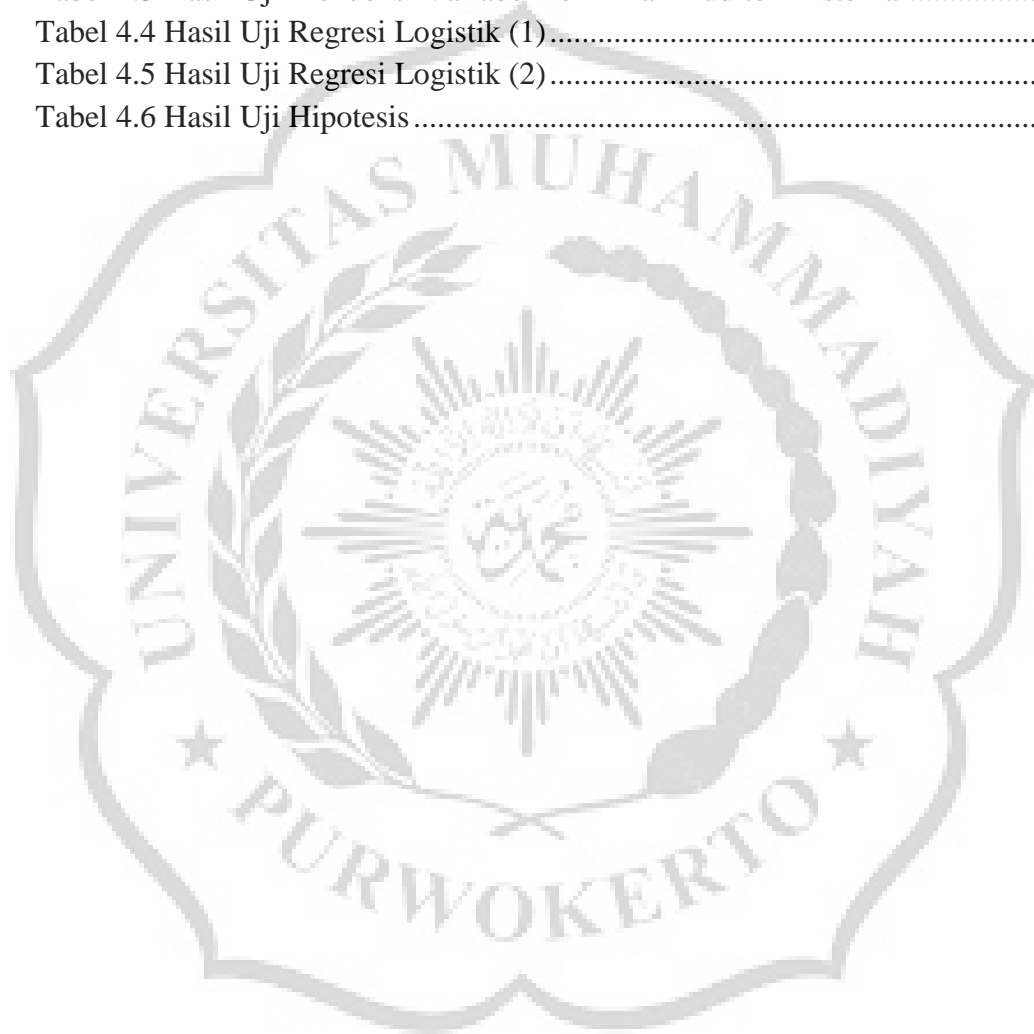 Tabel 4.4 Hasil Uji Regresi Logistik (1)
Tabel 4.5 Hasil Uji Regresi Logistik (2)
Tabel 4.6 Hasil Uji Hipotesis
UNIVERSITAS MUHAMMADIYAH
PURWOKERTO